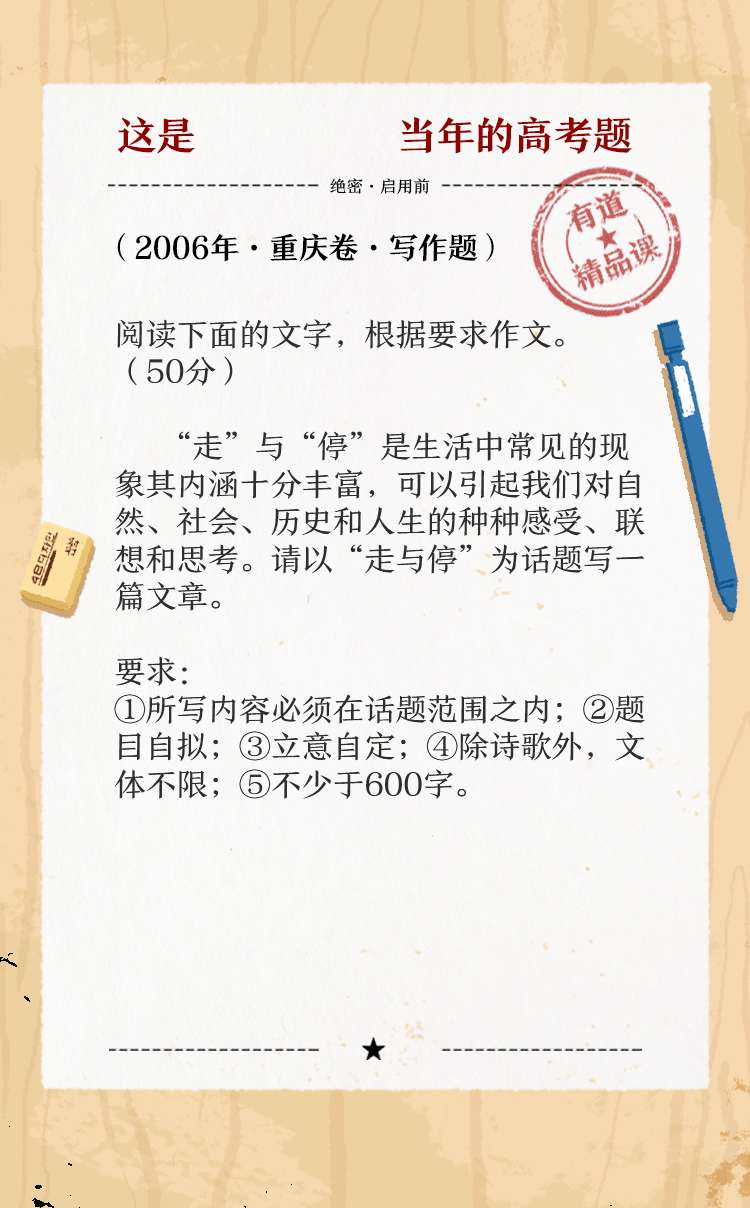 这是 当年的高考题
绝密·启用前
（2006年·重庆卷·写作题）
有道
精品课
阅读下面的文字，根据要求作文。
（50分）
“走”与“停”是生活中常见的现
象其内涵十分丰富，可以引起我们对自
然、社会、历史和人生的种种感受、联
想和思考。请以“走与停”为话题写一
篇文章。
要求：
①所写内容必须在话题范围之内；②题
目自拟；③立意自定；④除诗歌外，文
体不限；⑤不少于600字。